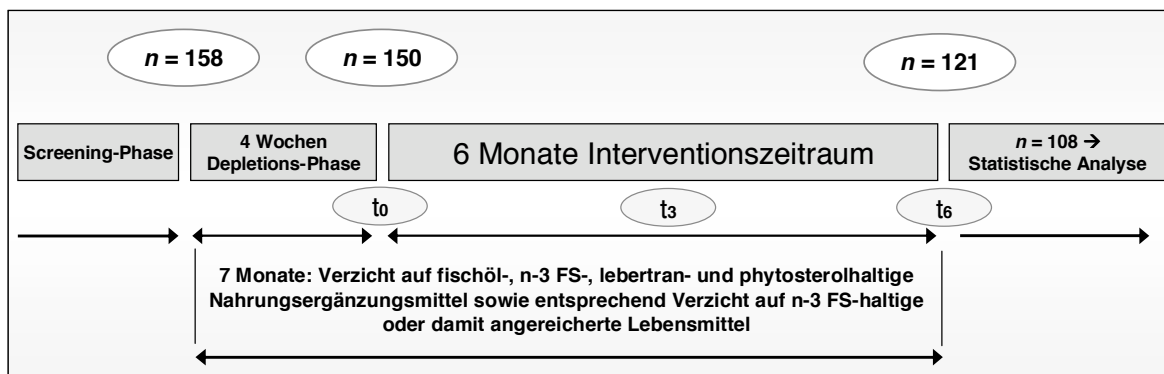 n = 158
n = 150
n = 121
Screening-Phase
4 Wochen
Depletions-Phase
6 Monate Interventionszeitraum
n = 108 →
Statistische Analyse
t0
t3
t6
7 Monate: Verzicht auf fischöl-, n-3 FS-, lebertran- und phytosterolhaltige
Nahrungsergänzungsmittel sowie entsprechend Verzicht auf n-3 FS-haltige
oder damit angereicherte Lebensmittel